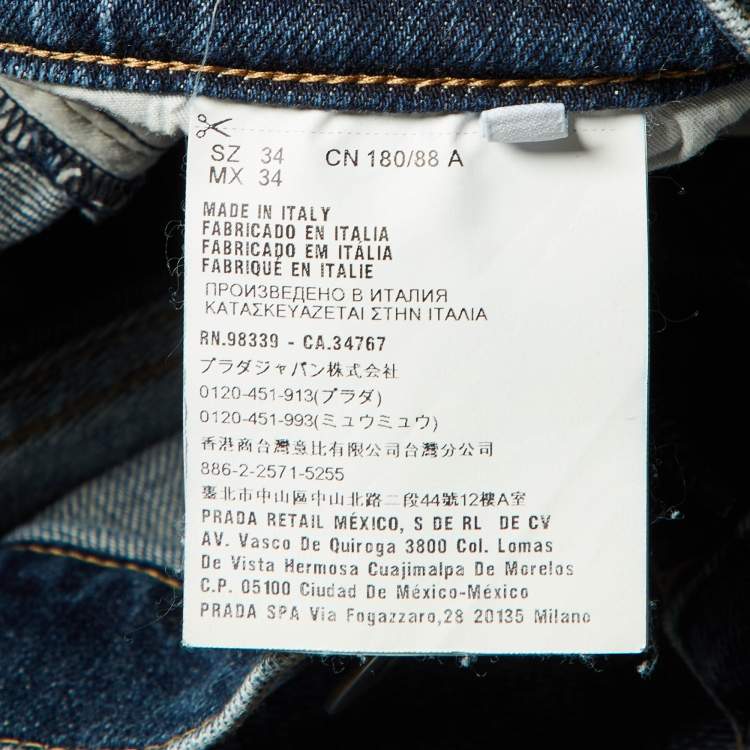 SZ 34 CN 180/88 A
MX 34
MADE IN ITALY
FABRICADO EN ITALIA
FABRICADO EM ITÁLIA
FABRIQUÉ EN ITALIE
ПРОИЗВЕДЕНО В ИТАЛИЯ
ΚΑΤΑΣΚΕΥΑΖΕΤΑΙ ΣΤΗΝ ΙΤΑΛΙΑ
RN.98339 - CA.34767
プラダジャパン株式会社
0120-451-913(プラダ)
0120-451-993(ミュウミュウ)
香港商台灣意比有限公司台灣分公司
886-2-2571-5255
臺北市中山區中山北路二段44號12樓A室
PRADA RETAIL MÉXICO, S DE RL DE CV
AV. Vasco De Quiroga 3800 Col. Lomas
De Vista Hermosa Cuajimalpa De Morelos
C.P. 05100 Ciudad De México-México
PRADA SPA Via Fogazzaro,28 20135 Milano